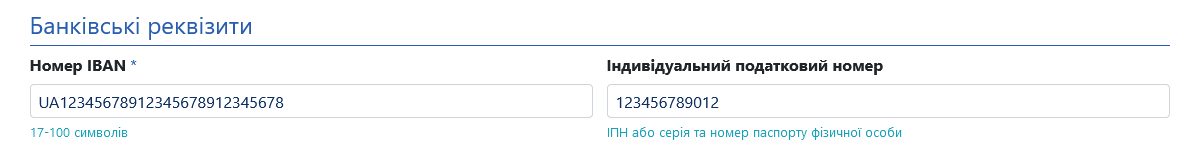 Банківські реквізити
Номер IBAN *
Індивідуальний податковий номер
UA12345678912345678912345678
123456789012
17-100 символів
ІПН або серія та номер паспорту фізичної особи